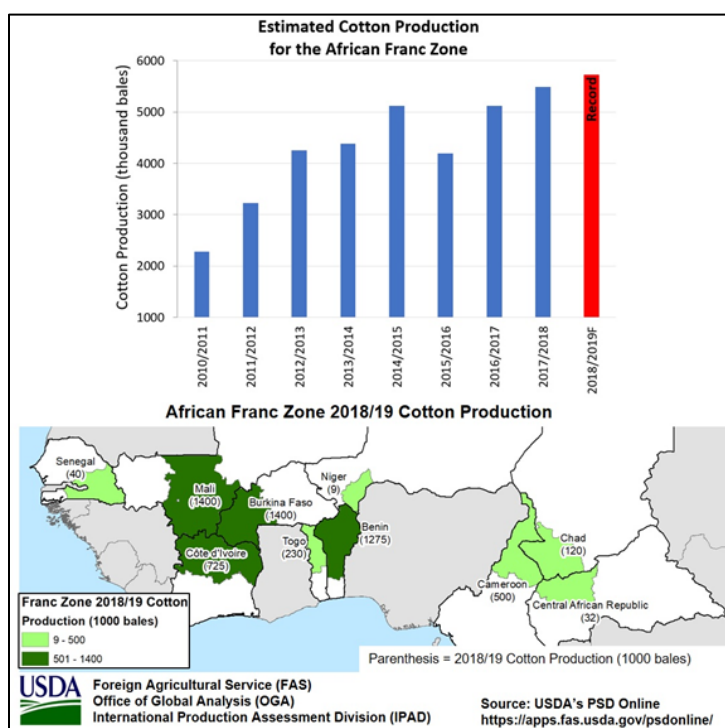 Estimated Cotton Production
for the African Franc Zone
Cotton Production (thousand bales)
6000
5000
4000
3000
2000
1000
Record
2010/2011
2011/2012
2012/2013
2013/2014
2014/2015
2015/2016
2016/2017
2017/2018
2018/2019F
African Franc Zone 2018/19 Cotton Production
Senegal
(40)
Mali
(1400)
Burkina Faso
(1400)
Niger
(9)
Benin
(1275)
Togo
(230)
Côte d'Ivoire
(725)
Chad
(120)
Cameroon
(500)
Central African Republic
(32)
Franc Zone 2018/19 Cotton
Production (1000 bales)
9 - 500
501 - 1400
Parenthesis = 2018/19 Cotton Production (1000 bales)
USDA
Foreign Agricultural Service (FAS)
Office of Global Analysis (OGA)
International Production Assessment Division (IPAD)
Source: USDA's PSD Online
https://apps.fas.usda.gov/psdonline/